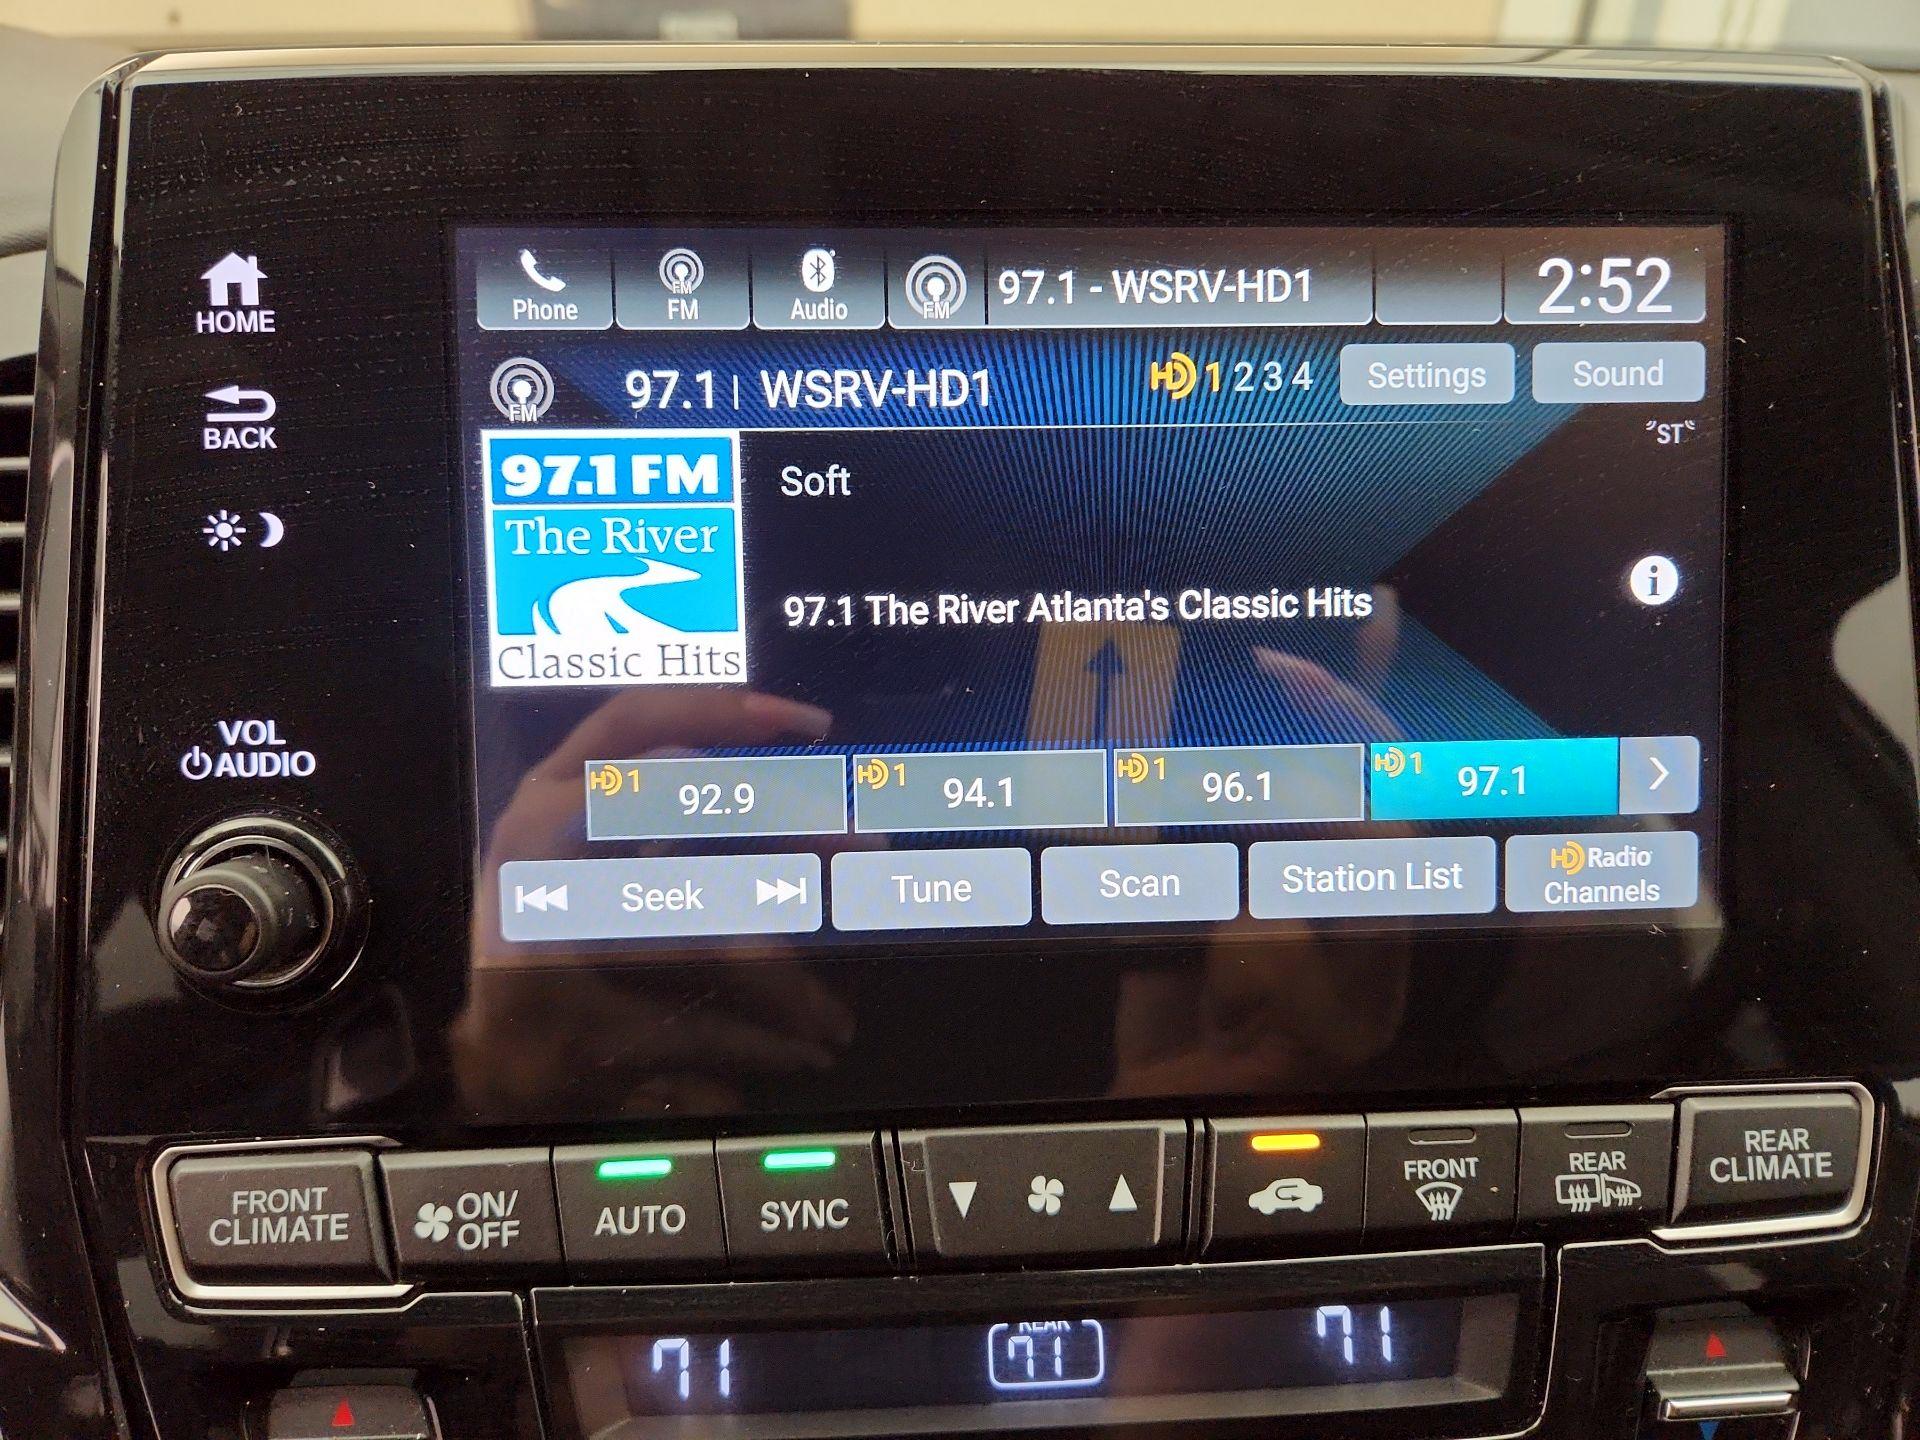 HOME
BACK
VOL
AUDIO
Phone
FM
FM
Audio
FM
97.1 - WSRV-HD1
2:52
FM
97.1 | WSRV-HD1
HD 1 2 3 4
Settings
Sound
"ST"
97.1 FM
The River
Classic Hits
Soft
97.1 The River Atlanta's Classic Hits
i
HD 1
92.9
HD 1
94.1
HD 1
96.1
HD 1
97.1
Seek
Tune
Scan
Station List
HD Radio
Channels
FRONT
CLIMATE
ON/
OFF
AUTO
SYNC
FRONT
REAR
REAR
CLIMATE
71
REAR
71
71